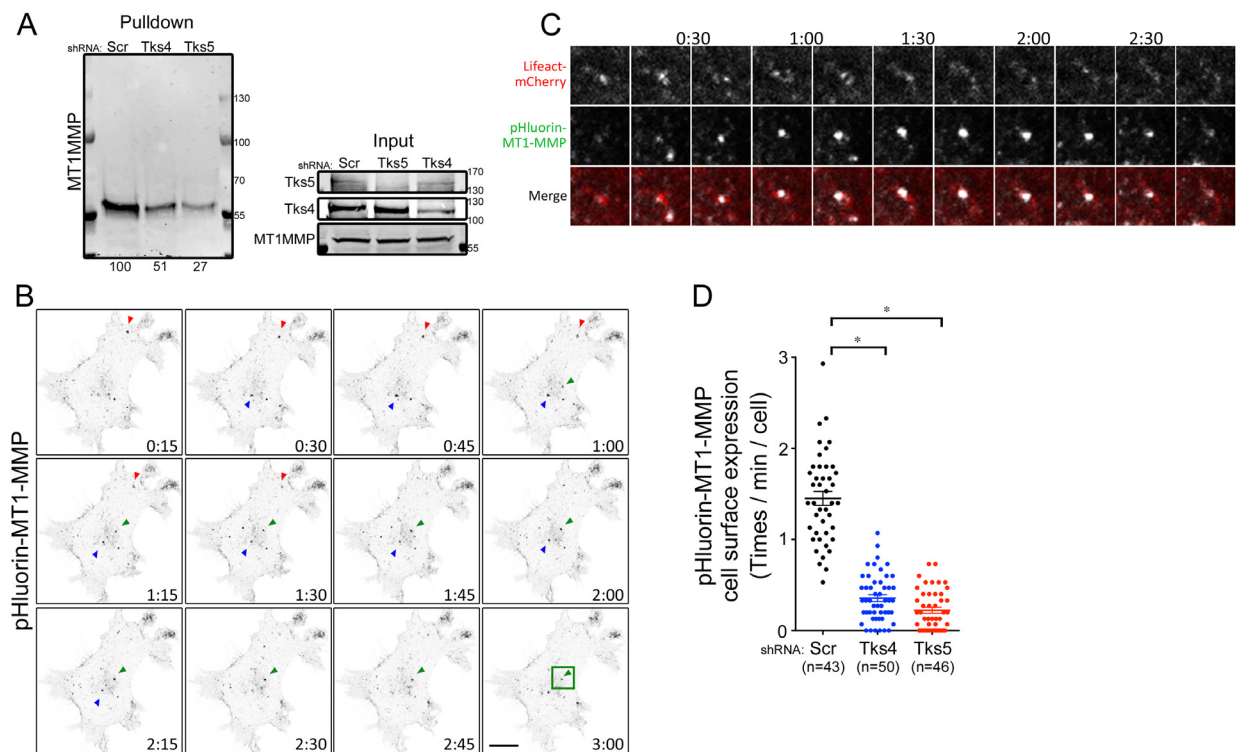 A
Pulldown
shRNA: Scr Tks4 Tks5
MT1MMP
130
100
70
55
100 51 27
Input
shRNA: Scr Tks5 Tks4
Tks5
170
130
Tks4
130
100
MT1MMP
55
B
pHluorin-MT1-MMP
0:15 0:30 0:45 1:00
1:15 1:30 1:45 2:00
2:15 2:30 2:45 3:00
C
0:30 1:00 1:30 2:00 2:30
Lifeact-
mCherry
pHluorin-
MT1-MMP
Merge
D
pHluorin-MT1-MMP
cell surface expression
(Times / min / cell)
*
*
3
2
1
0
shRNA: Scr Tks4 Tks5
(n=43) (n=50) (n=46)